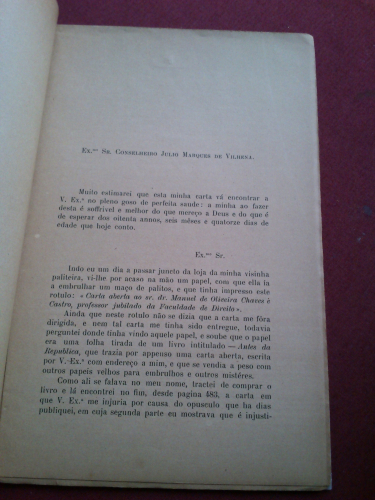 Ex.mo Sr. Conselheiro Julio Marques de Vilhena.
Muito estimarei que esta minha carta vá encontrar a
V. Ex.ª no pleno goso de perfeita saude: a minha ao fazer
desta é soffrivel e melhor do que mereço a Deus e do que é
de esperar dos oitenta annos, seis mêses e quatorze dias de
edade que hoje conto.
Ex.mo Sr.
Indo eu um dia a passar juncto da loja da minha visinha
paliteira, vi-lhe por acaso na mão um papel, com que ella ia
a embrulhar um maço de palitos, e que tinha impresso este
rotulo: «Carta aberta ao sr. dr. Manuel de Oliveira Chaves e
Castro, professor jubilado da Faculdade de Direito».
Ainda que neste rotulo não se dizia que a carta me fôra
dirigida, e nem tal carta me tinha sido entregue, todavia
perguntei donde tinha vindo aquelle papel, e soube que o papel
era uma folha tirada de um livro intitulado — Autos da
Republica, que trazia por appenso uma carta aberta, escrita
por V. Ex.ª com endereço a mim, e que se vendia a peso com
outros papeis velhos para embrulhos e outros mistéres.
Como ali se falava no meu nome, tractei de comprar o
livro e lá encontrei no fim, desde pagina 483, a carta em
que V. Ex.ª me injuria por causa do opusculo que ha dias
publiquei, em cuja segunda parte eu mostrava que é injusti-